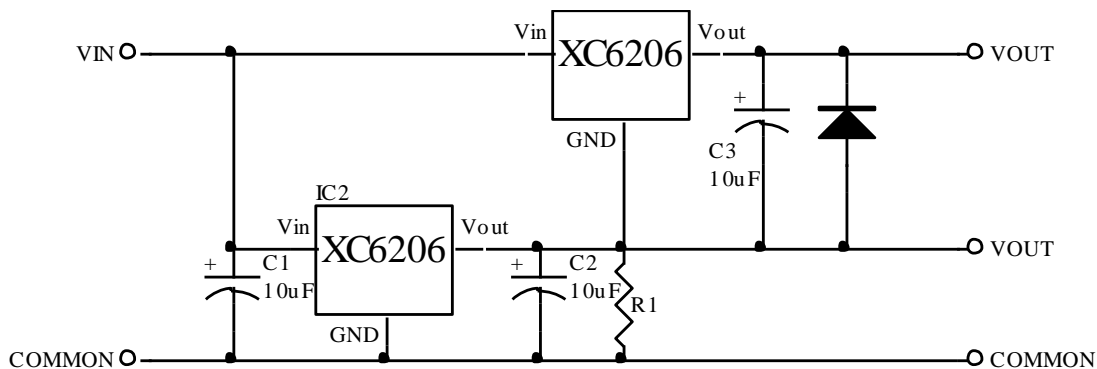 Vin
XC6206
Vout
VIN
VOUT
GND
+
C3
10uF
IC2
Vin
XC6206
Vout
VOUT
+
C1
10uF
+
C2
10uF
R1
GND
COMMON
COMMON